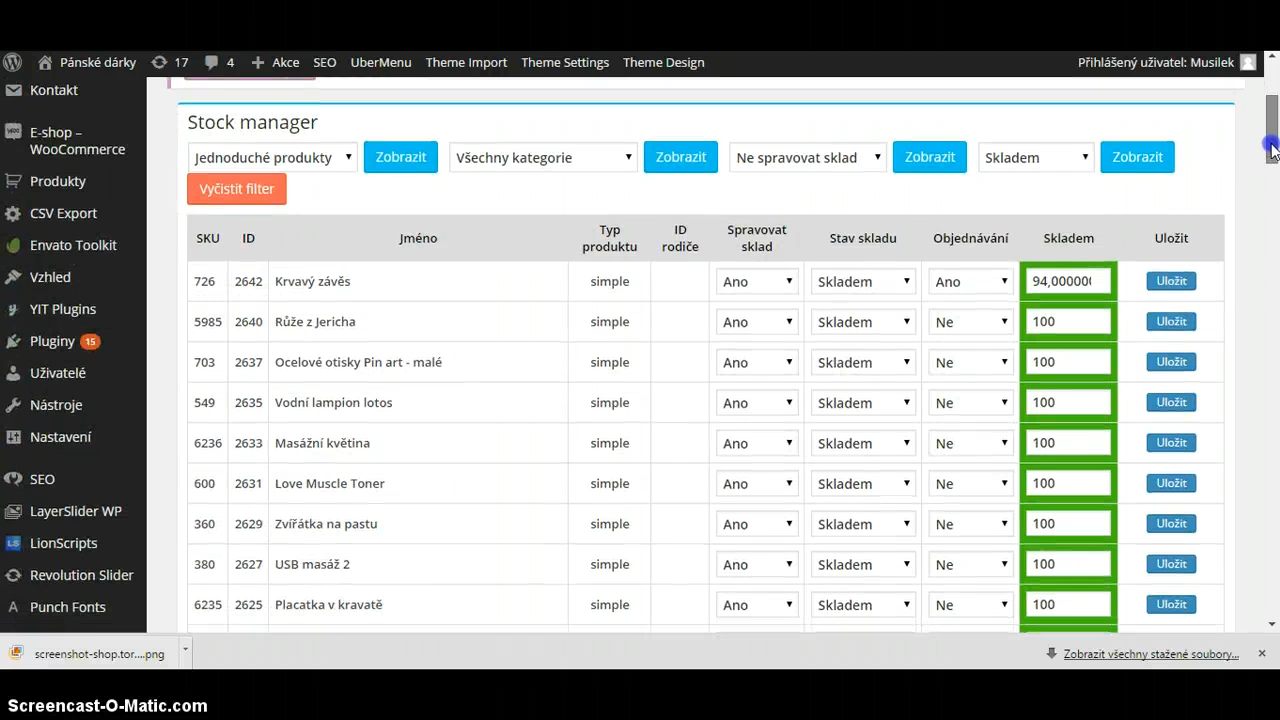 Pánské dárky 17 4 + Akce SEO UberMenu Theme Import Theme Settings Theme Design Přihlášený uživatel: Musilek
Kontakt
E-shop –
WooCommerce
Produkty
CSV Export
Envato Toolkit
Vzhled
YIT Plugins
Pluginy 15
Uživatelé
Nástroje
Nastavení
SEO
LayerSlider WP
LionScripts
Revolution Slider
Punch Fonts
Stock manager
Jednoduché produkty Zobrazit Všechny kategorie Zobrazit Ne spravovat sklad Zobrazit Skladem Zobrazit
Vyčistit filter
SKU ID Jméno Typ produktu ID rodiče Spravovat sklad Stav skladu Objednávání Skladem Uložit
726 2642 Krvavý závěs simple Ano Skladem Ano 94,000000 Uložit
5985 2640 Růže z Jericha simple Ano Skladem Ne 100 Uložit
703 2637 Ocelové otisky Pin art - malé simple Ano Skladem Ne 100 Uložit
549 2635 Vodní lampion lotos simple Ano Skladem Ne 100 Uložit
6236 2633 Masážní květina simple Ano Skladem Ne 100 Uložit
600 2631 Love Muscle Toner simple Ano Skladem Ne 100 Uložit
360 2629 Zvířátka na pastu simple Ano Skladem Ne 100 Uložit
380 2627 USB masáž 2 simple Ano Skladem Ne 100 Uložit
6235 2625 Placatka v kravatě simple Ano Skladem Ne 100 Uložit
screenshot-shop.tor....png Zobrazit všechny stažené soubory...
Screencast-O-Matic.com